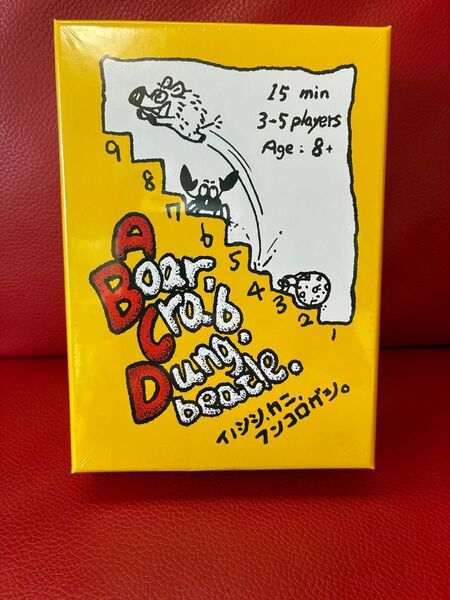 15 min
3-5 players
Age : 8+
9
8
7
6
5
4
3
2
1
A
Boar,
Crab,
Dung.
beatle.
イノシシ、カニ、
フンコロガシ。